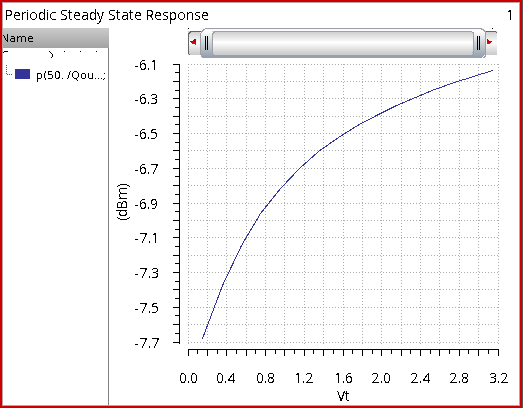 Periodic Steady State Response 1
Name
p(50. /Qou...;
-6.1
-6.3
-6.5
-6.7
-6.9
-7.1
-7.3
-7.5
-7.7
(dBm)
0.0 0.4 0.8 1.2 1.6 2.0 2.4 2.8 3.2
Vt